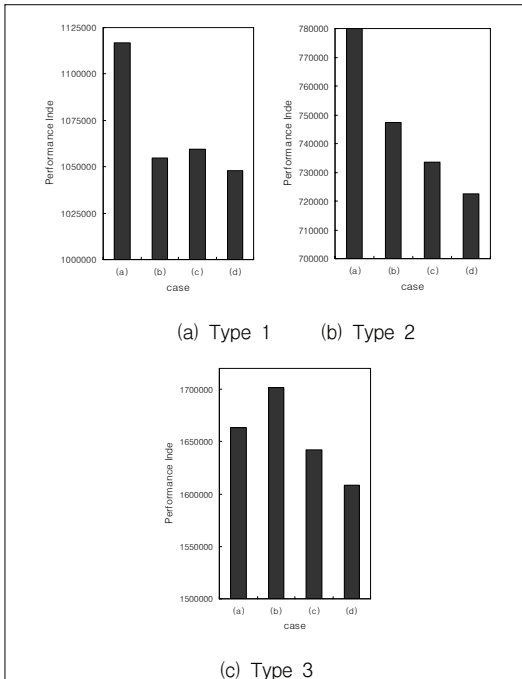 1125000
1100000
1075000
1050000
1025000
1000000
Performance Inde
(a) (b) (c) (d)
case
780000
770000
760000
750000
740000
730000
720000
710000
700000
Performance Inde
(a) (b) (c) (d)
case
(a) Type 1
(b) Type 2
1700000
1650000
1600000
1550000
1500000
Performance Inde
(a) (b) (c) (d)
case
(c) Type 3